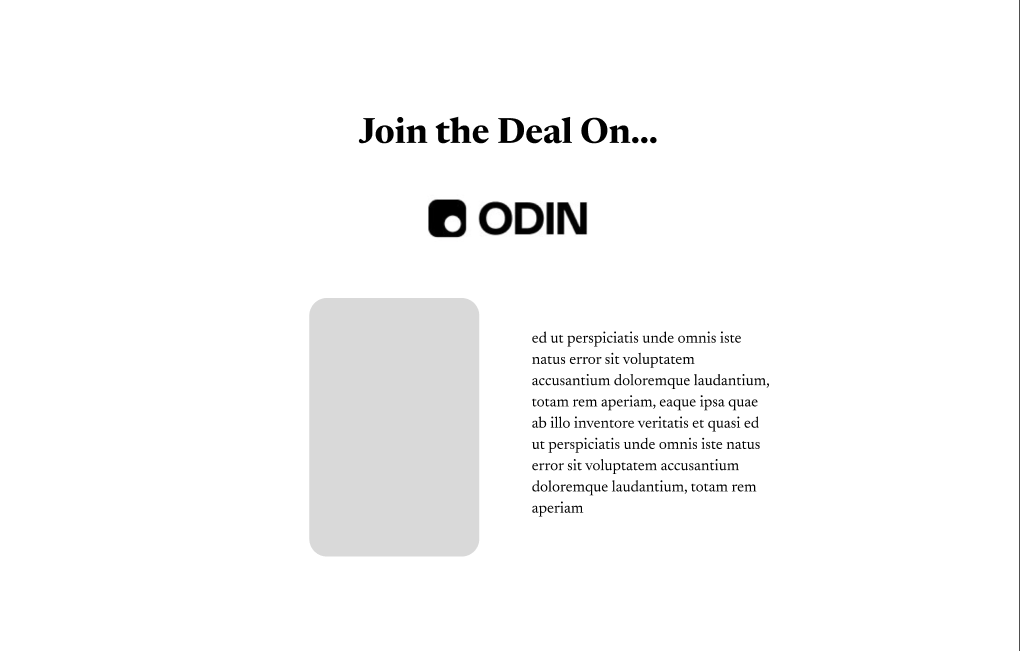 Join the Deal On...
ODIN
ed ut perspiciatis unde omnis iste
natus error sit voluptatem
accusantium doloremque laudantium,
totam rem aperiam, eaque ipsa quae
ab illo inventore veritatis et quasi ed
ut perspiciatis unde omnis iste natus
error sit voluptatem accusantium
doloremque laudantium, totam rem
aperiam